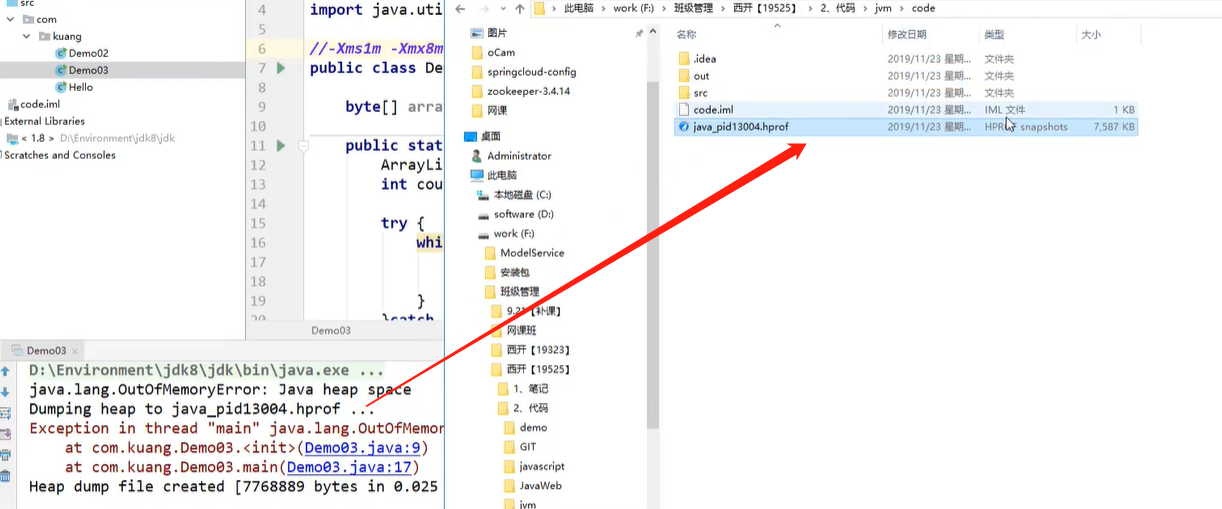 src
com
kuang
Demo02
Demo03
Hello
code.iml
External Libraries
< 1.8 > D:\Environment\jdk8\jdk
Scratches and Consoles
4 import java.uti
5
6 //-Xms1m -Xmx8m
7 public class De
8
9 byte[] array
10
11 public stat
12 ArrayLi
13 int cou
14
15 try {
16 whi
17
18
19 }
20 }catch
Demo03
Demo03
D:\Environment\jdk8\jdk\bin\java.exe ...
java.lang.OutOfMemoryError: Java heap space
Dumping heap to java_pid13004.hprof ...
Exception in thread "main" java.lang.OutOfMemor
at com.kuang.Demo03.<init>(Demo03.java:9)
at com.kuang.Demo03.main(Demo03.java:17)
Heap dump file created [7768889 bytes in 0.025
此电脑 > work (F:) > 班级管理 > 西开【19525】 > 2、代码 > jvm > code
图片
oCam
springcloud-config
zookeeper-3.4.14
网课
桌面
Administrator
此电脑
本地磁盘 (C:)
software (D:)
work (F:)
ModelService
安装包
班级管理
9.21【补课】
网课班
西开【19323】
西开【19525】
1、笔记
2、代码
demo
GIT
javascript
JavaWeb
jvm
名称 修改日期 类型 大小
.idea 2019/11/23 星期... 文件夹
out 2019/11/23 星期... 文件夹
src 2019/11/23 星期... 文件夹
code.iml 2019/11/23 星期... IML 文件 1 KB
java_pid13004.hprof 2019/11/23 星期... snapshots 7,587 KB